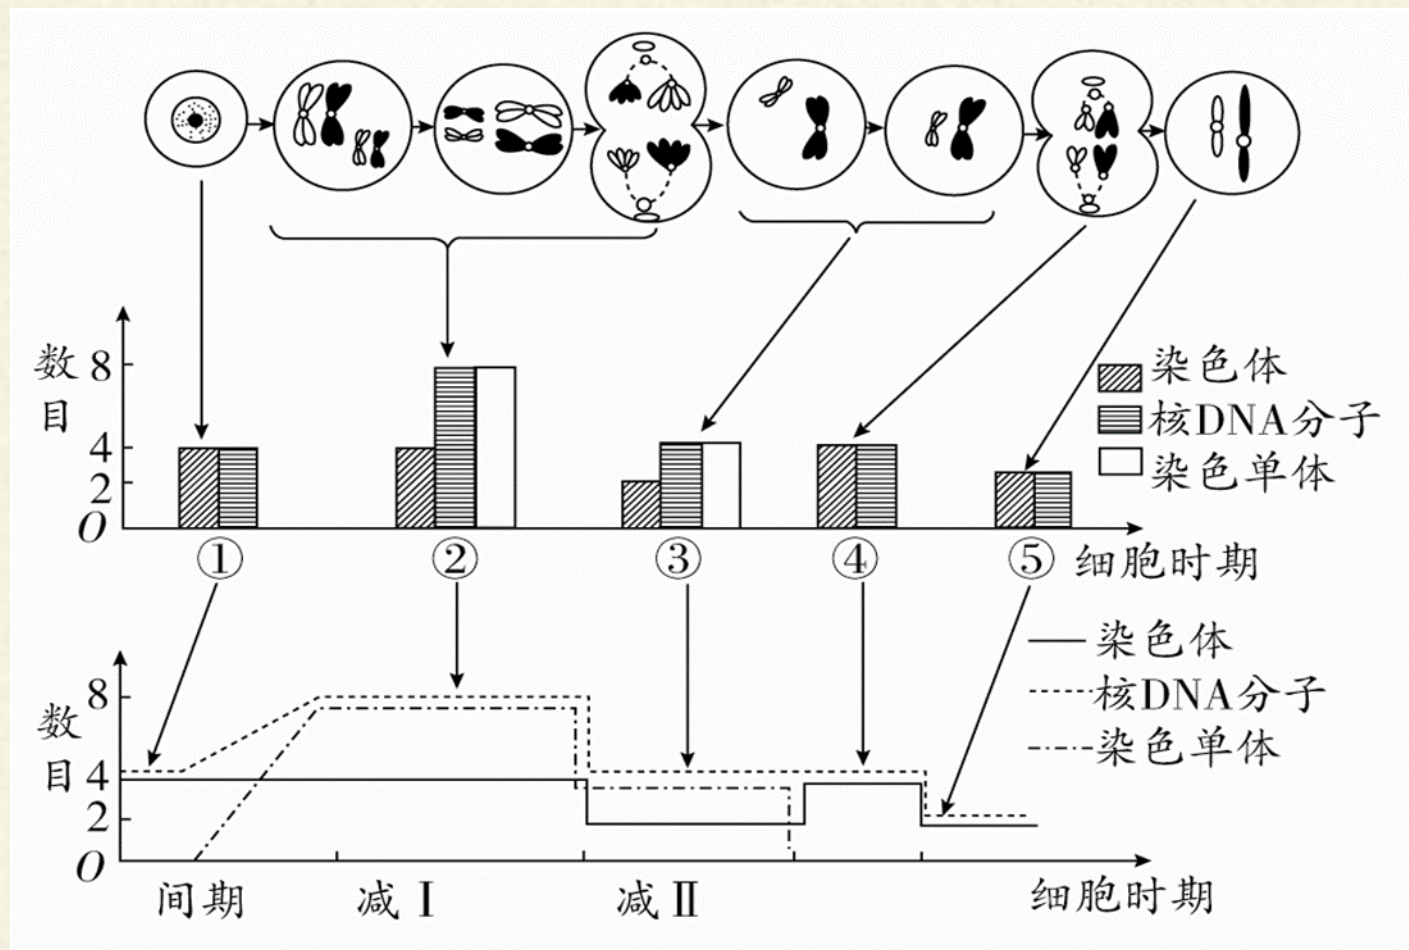 数目
8
4
2
O
染色体
核DNA分子
染色单体
① ② ③ ④ ⑤ 细胞时期
数目
8
4
2
O
染色体
核DNA分子
染色单体
间期 减Ⅰ 减Ⅱ 细胞时期